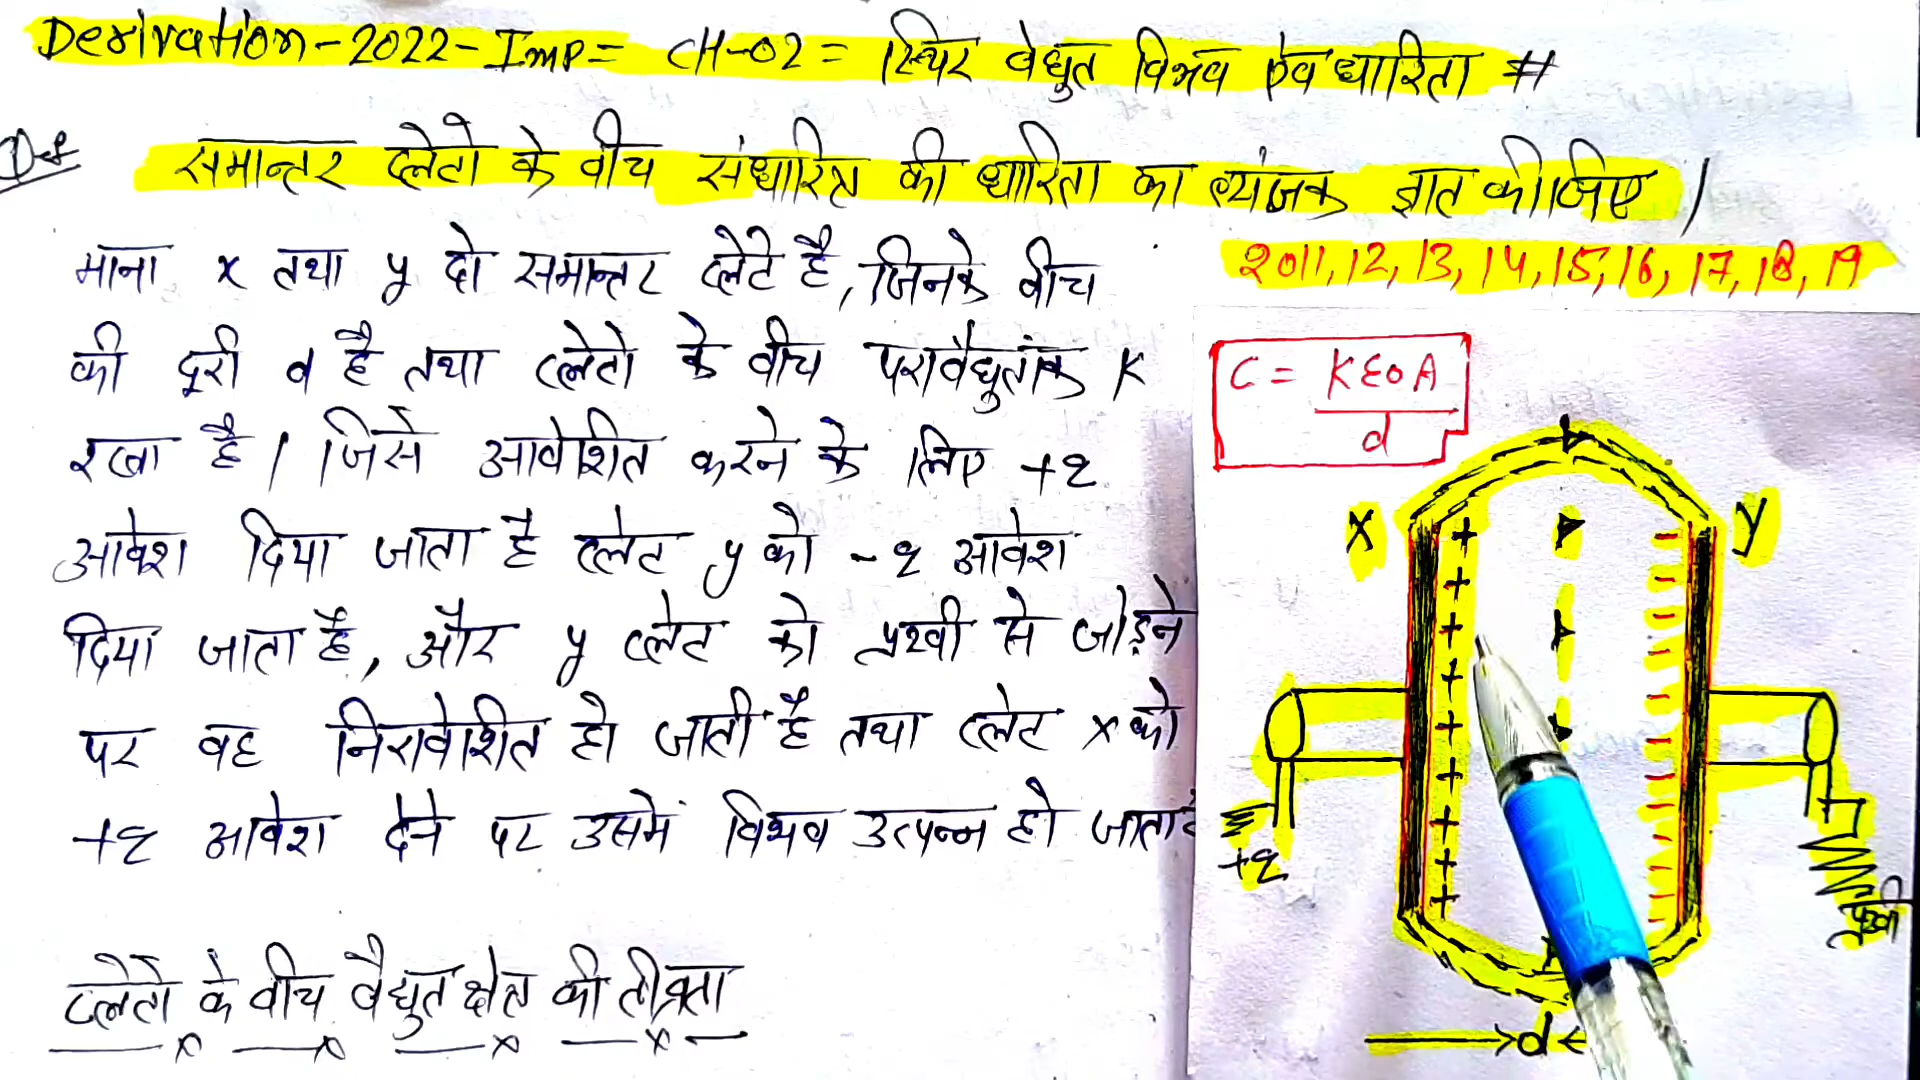 Derivation-2022-Imp= CH-02= स्थिर वैधुत विभव एंव धारिता #
समान्तर प्लेटो के बीच संधारित्र की धारिता का व्यंजक ज्ञात कीजिए |
2011,12,13,14,15,16,17,18,19
माना x तथा y दो समान्तर प्लेटे है, जिनके बीच
की दूरी d है तथा प्लेटो के बीच परावैधुतांक K
रखा है | जिसे आवेशित करने के लिए +q
आवेश दिया जाता है प्लेट y को -q आवेश
दिया जाता है, और y प्लेट को पृथ्वी से जोड़ने
पर वह निरावेशित हो जाती है तथा प्लेट x को
+q आवेश देने पर उसमें विभव उत्पन्न हो जाता
प्लेटो के बीच वैद्युत क्षेत्र की तीव्रता
C = Kε0A
d
X
Y
+q
पृथ्वी
d